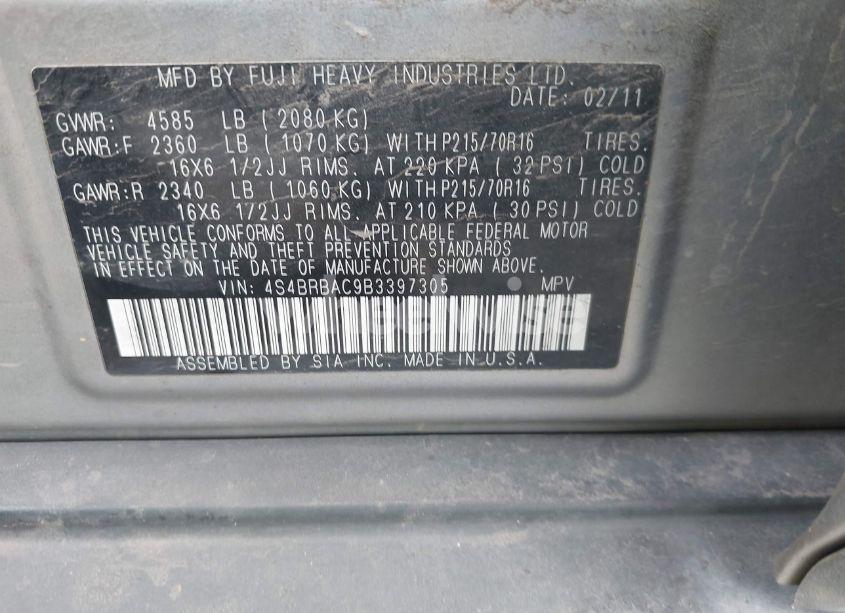 MFD BY FUJI HEAVY INDUSTRIES LTD.
DATE: 02/11
GVWR: 4585 LB ( 2080 KG)
GAWR:F 2360 LB ( 1070 KG) WITH P215/70R16 TIRES.
16X6 1/2JJ RIMS. AT 220 KPA ( 32 PSI) COLD
GAWR:R 2340 LB ( 1060 KG) WITH P215/70R16 TIRES.
16X6 1/2JJ RIMS. AT 210 KPA ( 30 PSI) COLD
THIS VEHICLE CONFORMS TO ALL APPLICABLE FEDERAL MOTOR
VEHICLE SAFETY AND THEFT PREVENTION STANDARDS
IN EFFECT ON THE DATE OF MANUFACTURE SHOWN ABOVE.
VIN: 4S4BRBAC9B3397305 MPV
ASSEMBLED BY SIA INC. MADE IN U.S.A.